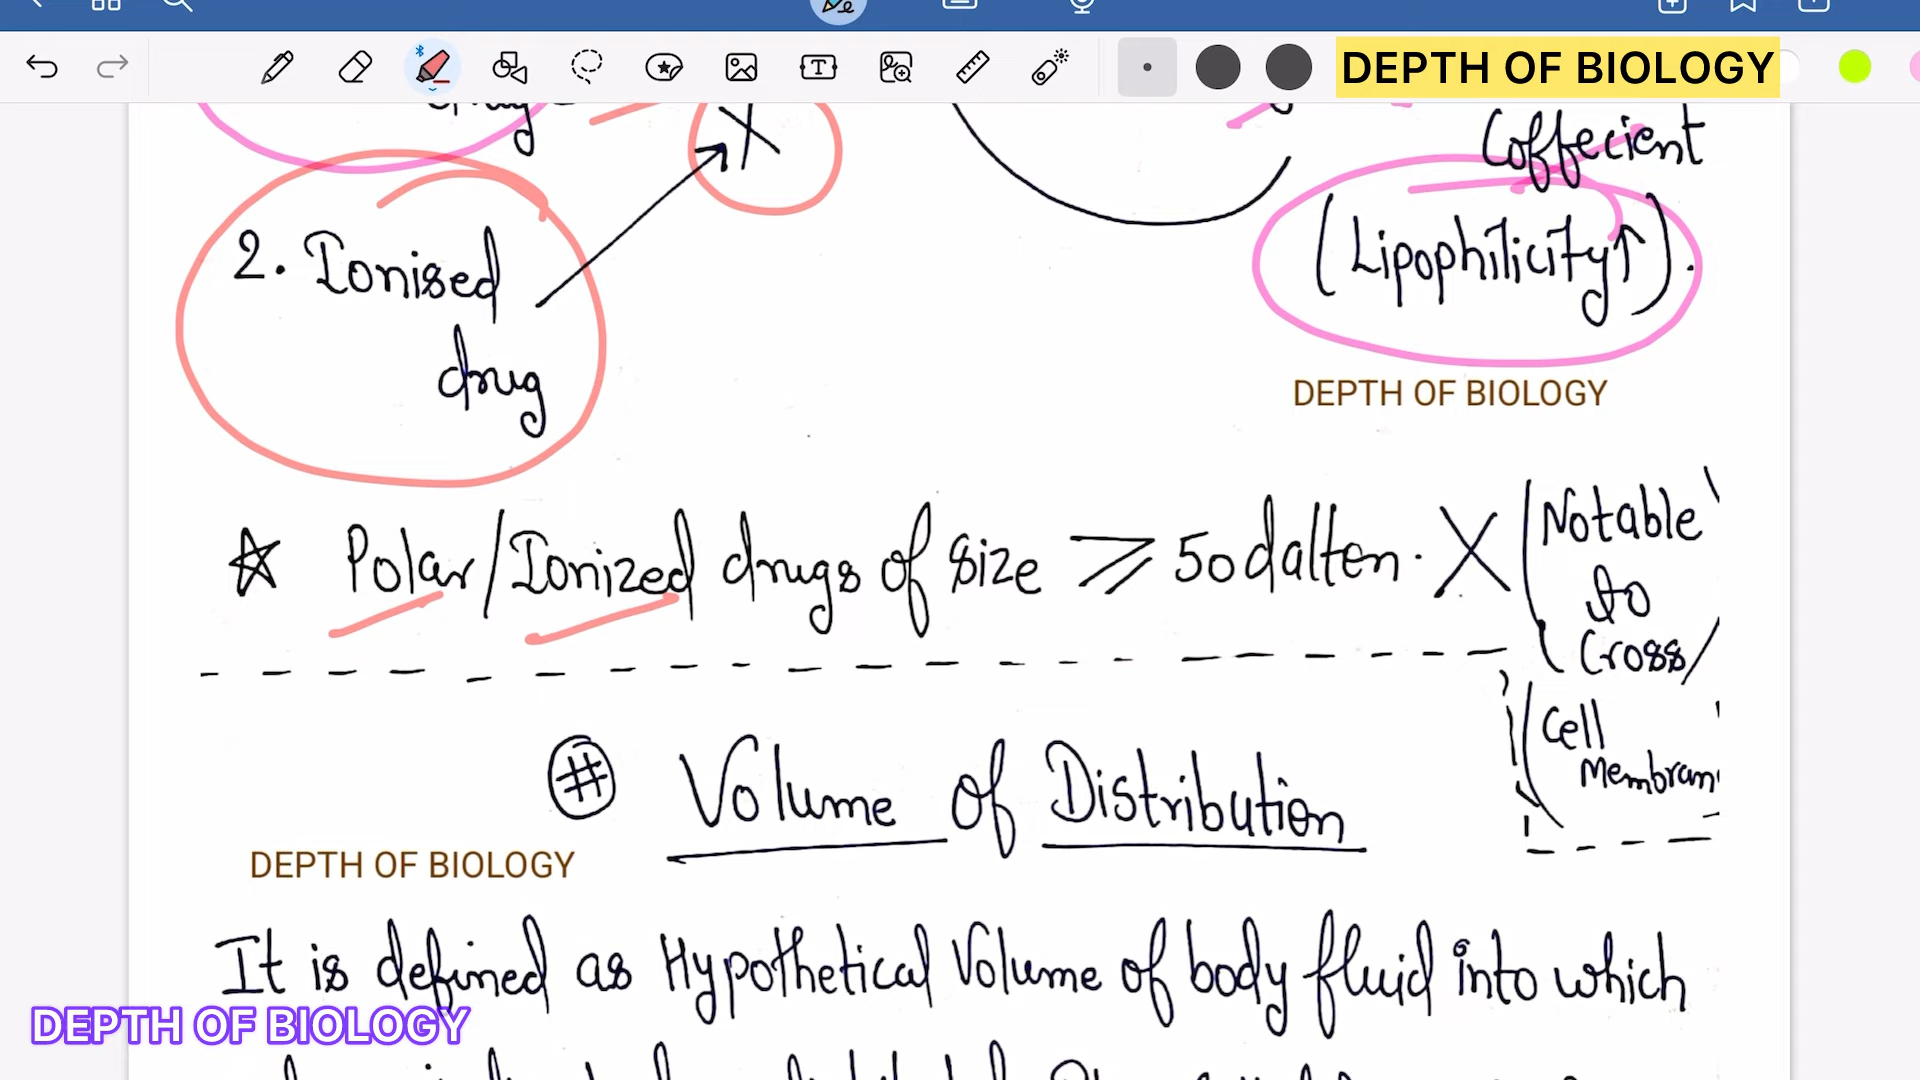 DEPTH OF BIOLOGY
drug
X
Coffecient
2. Ionised
drug
(Lipophilicity↑).
DEPTH OF BIOLOGY
☆ Polar/Ionized drugs of size ⩾ 50 dalten. X (Notable
to
Cross/
Cell
Membran
# Volume of Distribution
DEPTH OF BIOLOGY
It is defined as Hypothetical Volume of body fluid into which
DEPTH OF BIOLOGY